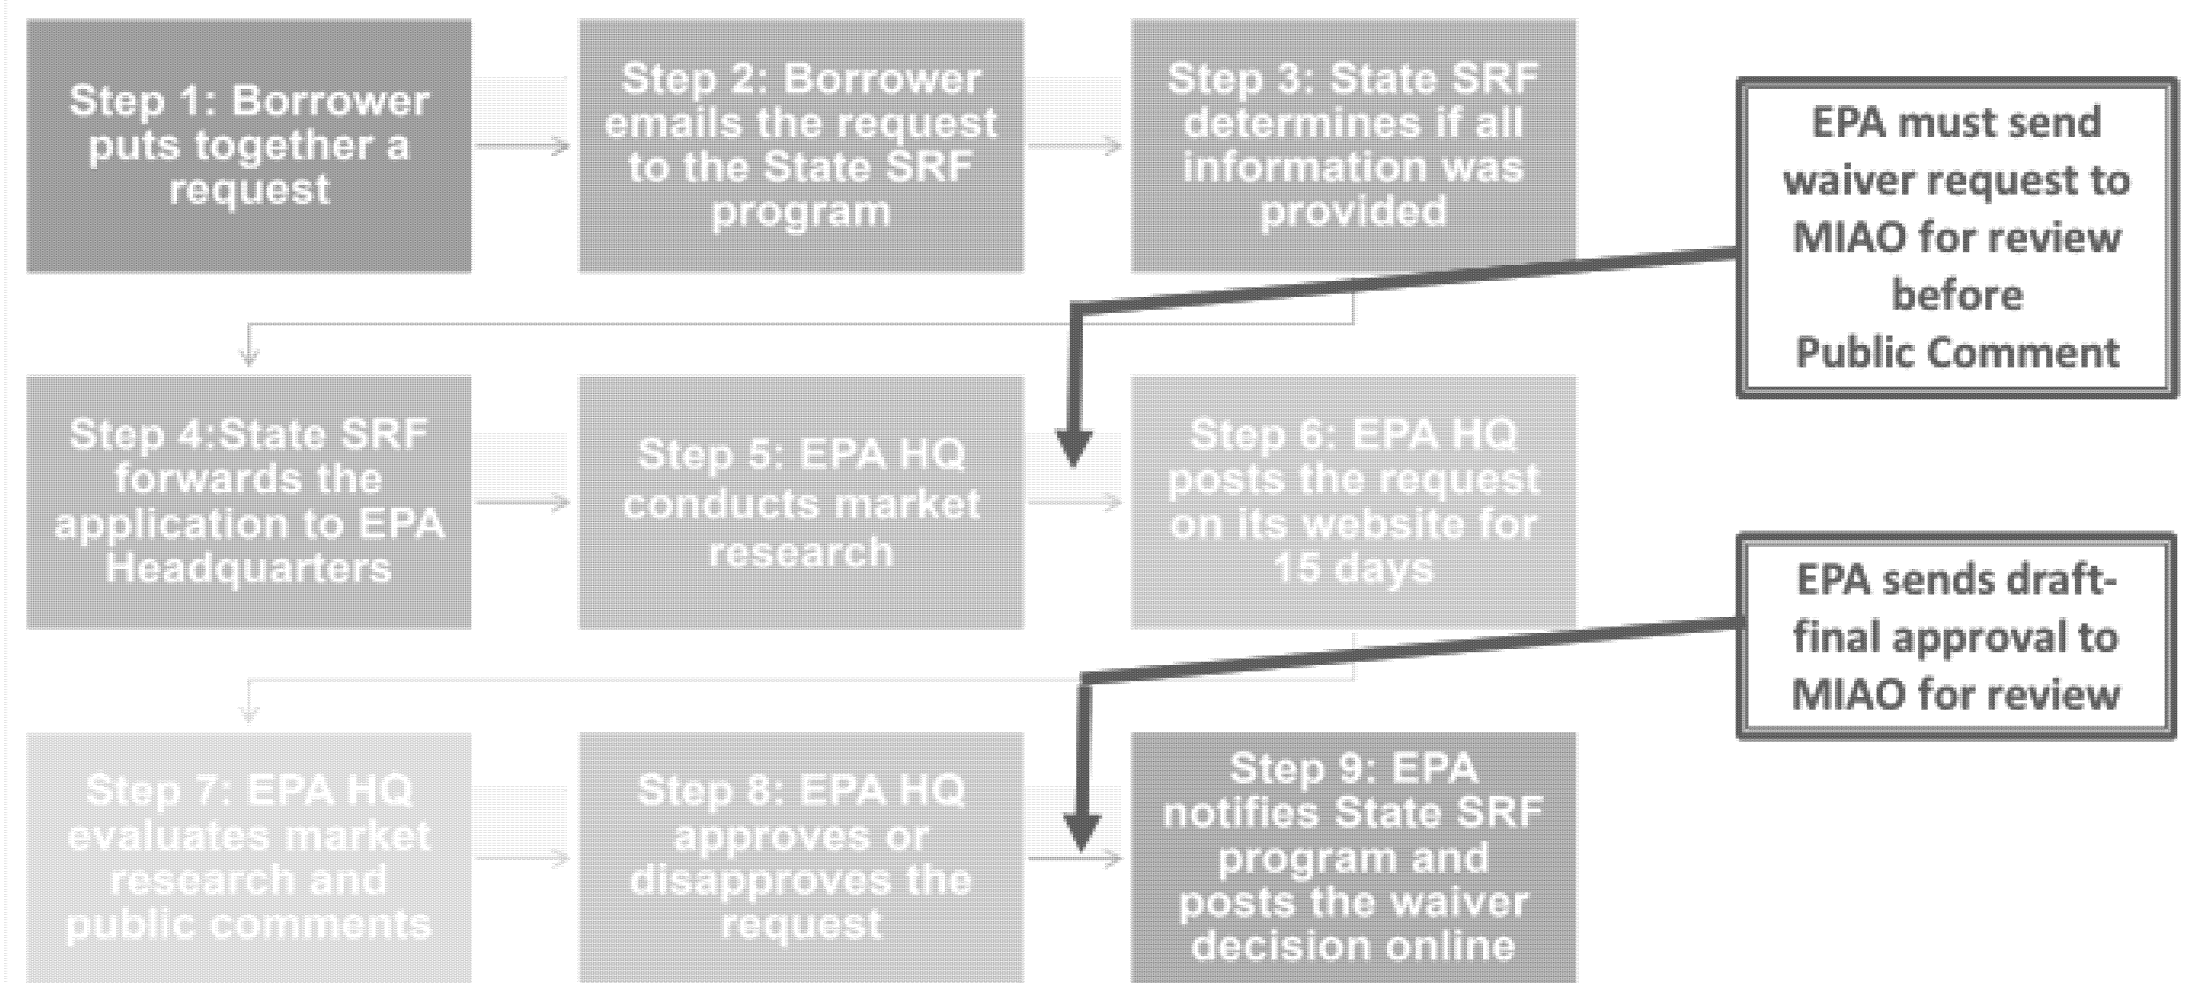 Step 1: Borrower
puts together a
request
Step 2: Borrower
emails the request
to the State SRF
program
Step 3: State SRF
determines if all
information was
provided
EPA must send
waiver request to
MIAO for review
before
Public Comment
Step 4:State SRF
forwards the
application to EPA
Headquarters
Step 5: EPA HQ
conducts market
research
Step 6: EPA HQ
posts the request
on its website for
15 days
EPA sends draft-
final approval to
MIAO for review
Step 7: EPA HQ
evaluates market
research and
public comments
Step 8: EPA HQ
approves or
disapproves the
request
Step 9: EPA
notifies State SRF
program and
posts the waiver
decision online